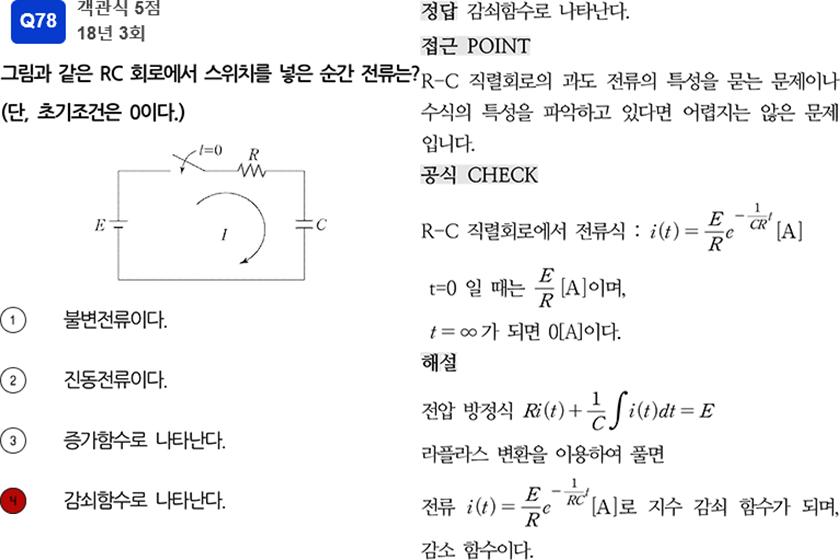 Q78
객관식 5점
18년 3회
그림과 같은 RC 회로에서 스위치를 넣은 순간 전류는?
(단, 초기조건은 0이다.)
t=0
R
E
I
C
1 불변전류이다.
2 진동전류이다.
3 증가함수로 나타난다.
4 감쇠함수로 나타난다.
정답 감쇠함수로 나타난다.
접근 POINT
R-C 직렬회로의 과도 전류의 특성을 묻는 문제이나
수식의 특성을 파악하고 있다면 어렵지는 않은 문제
입니다.
공식 CHECK
R-C 직렬회로에서 전류식 : i(t) = E/R e^{-1/CR t} [A]
t=0 일 때는 E/R [A]이며,
t = ∞가 되면 0[A]이다.
해설
전압 방정식 Ri(t) + 1/C ∫ i(t)dt = E
라플라스 변환을 이용하여 풀면
전류 i(t) = E/R e^{-1/RC t} [A]로 지수 감쇠 함수가 되며,
감소 함수이다.